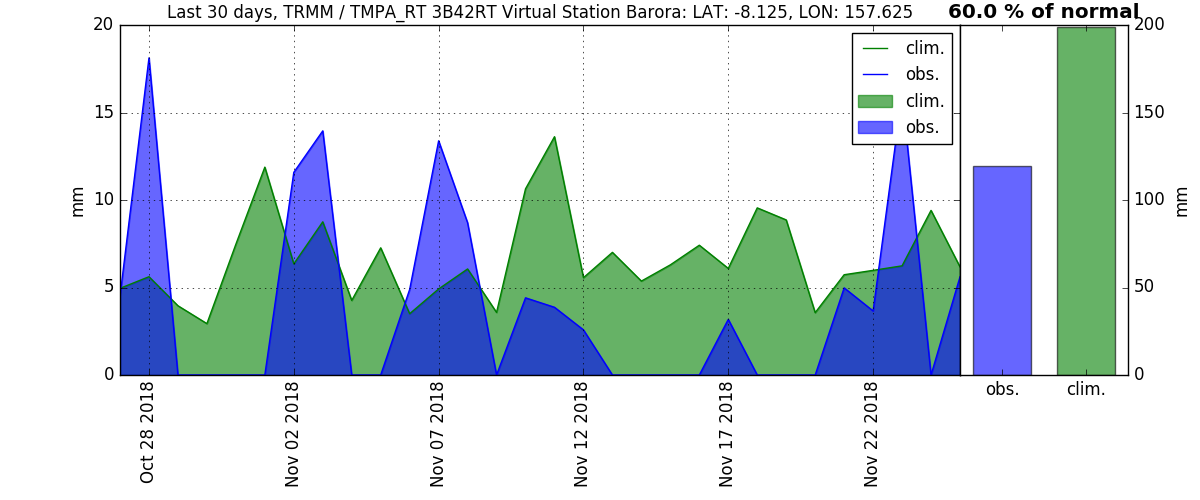 Last 30 days, TRMM / TMPA_RT 3B42RT Virtual Station Barora: LAT: -8.125, LON: 157.625
60.0 % of normal
20
15
10
5
0
mm
clim.
obs.
clim.
obs.
200
150
100
50
0
mm
obs.
clim.
Oct 28 2018
Nov 02 2018
Nov 07 2018
Nov 12 2018
Nov 17 2018
Nov 22 2018